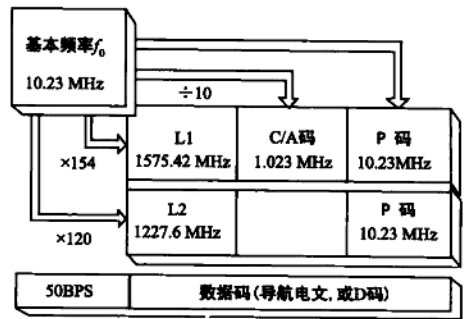 基本频率f₀
10.23 MHz
÷10
×154
×120
L1
1575.42 MHz
C/A码
1.023 MHz
P 码
10.23MHz
L2
1227.6 MHz
P 码
10.23 MHz
50BPS
数据码(导航电文,或D码)